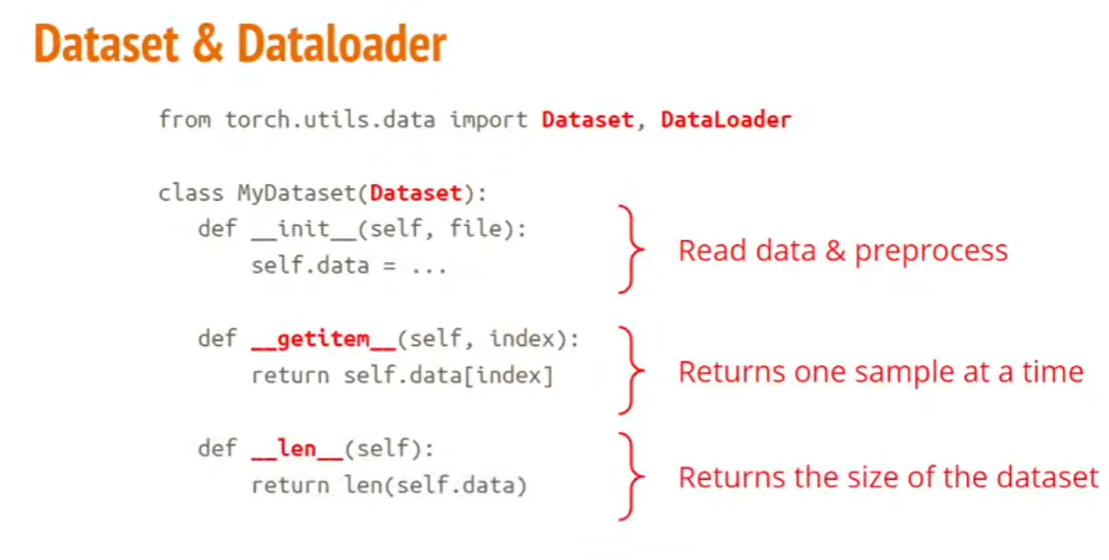 Dataset & Dataloader
from torch.utils.data import Dataset, DataLoader
class MyDataset(Dataset):
def __init__(self, file):
self.data = ...
Read data & preprocess
def __getitem__(self, index):
return self.data[index]
Returns one sample at a time
def __len__(self):
return len(self.data)
Returns the size of the dataset